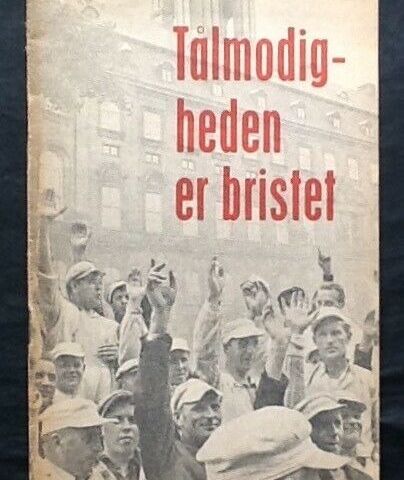 Tålmodig-
heden
er bristet